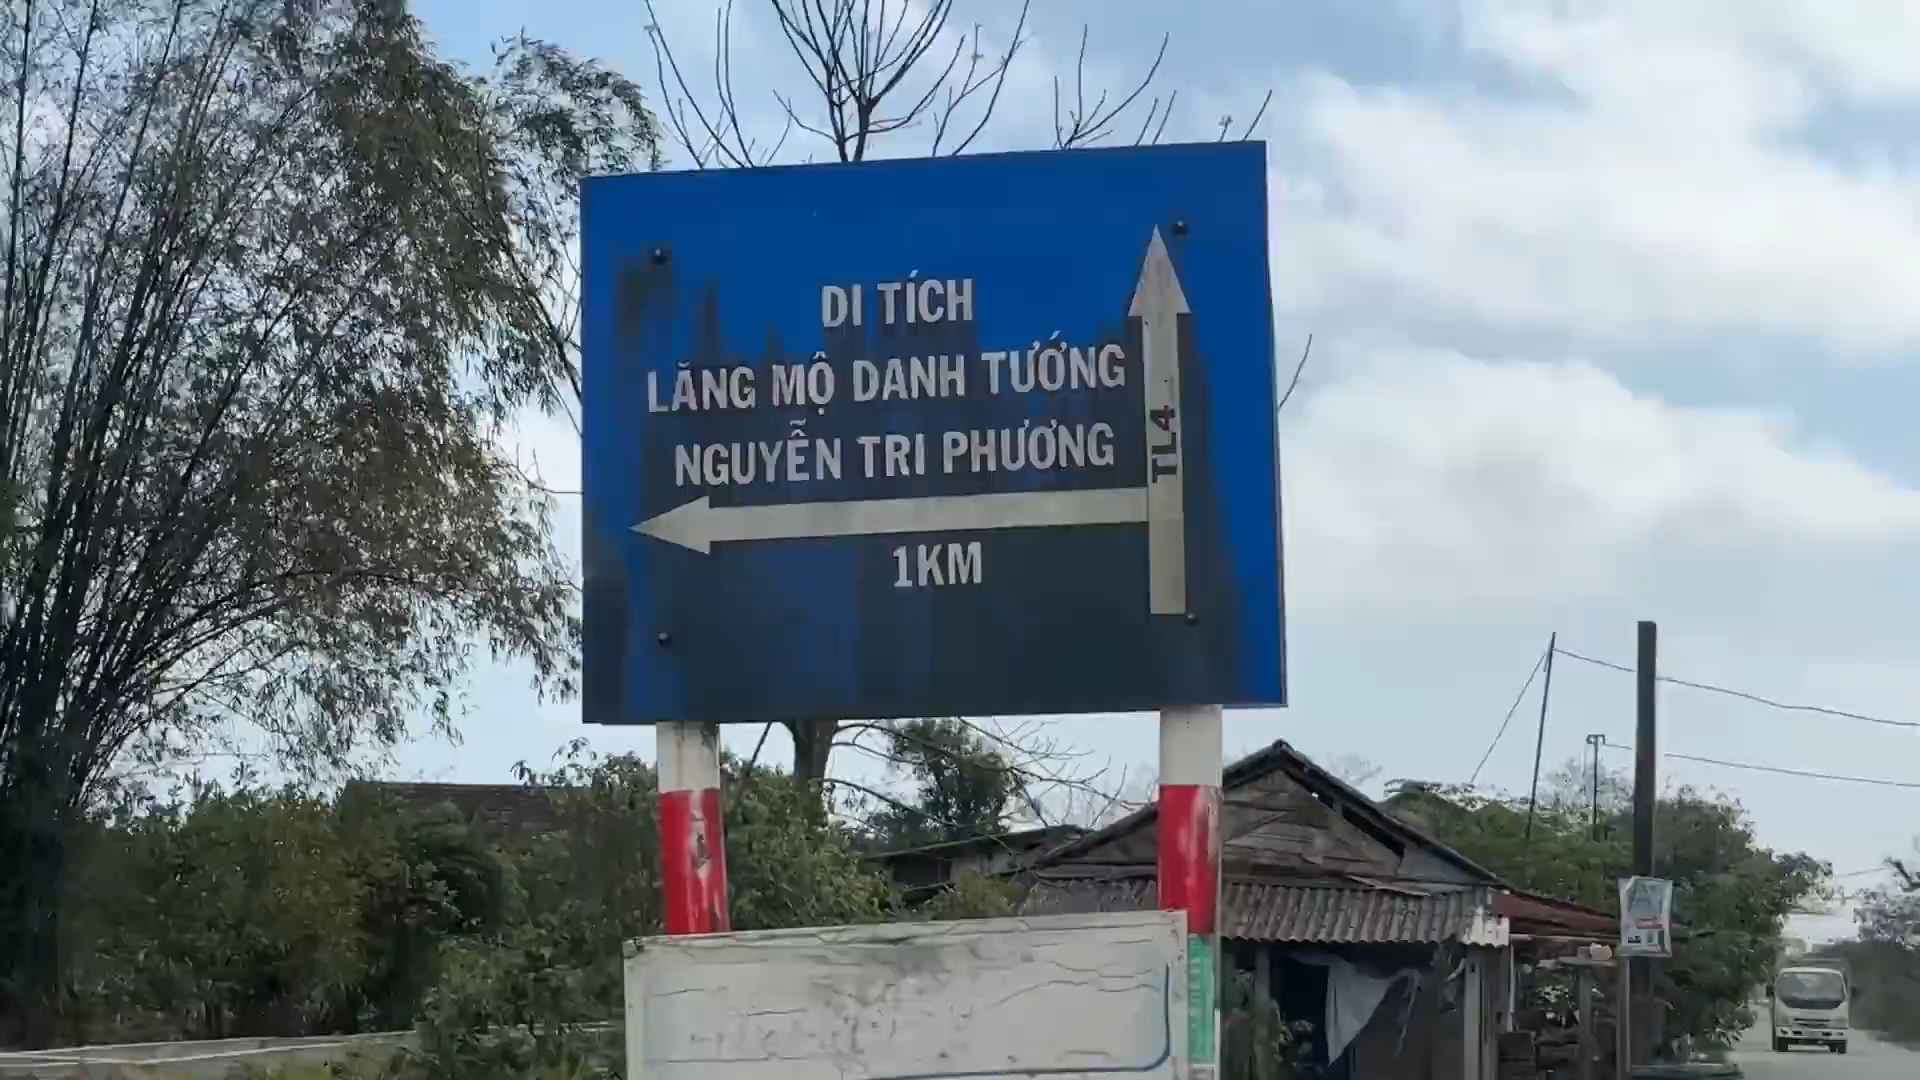 DI TÍCH
LĂNG MỘ DANH TƯỚNG
NGUYỄN TRI PHƯƠNG
TL4
1KM